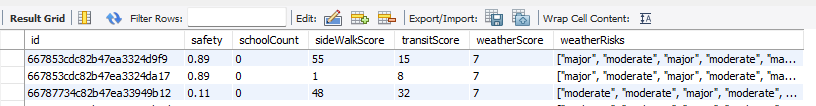 Result Grid Filter Rows: Edit: Export/Import: Wrap Cell Content:
id safety schoolCount sideWalkScore transitScore weatherScore weatherRisks
667853cdc82b47ea3324d9f9 0.89 0 55 15 7 ["major", "moderate", "major", "moderate", "ma...
667853cdc82b47ea3324da17 0.89 0 1 8 7 ["major", "moderate", "major", "moderate", "ma...
66787734c82b47ea33949b12 0.11 0 48 32 7 ["moderate", "moderate", "moderate", "major", ...